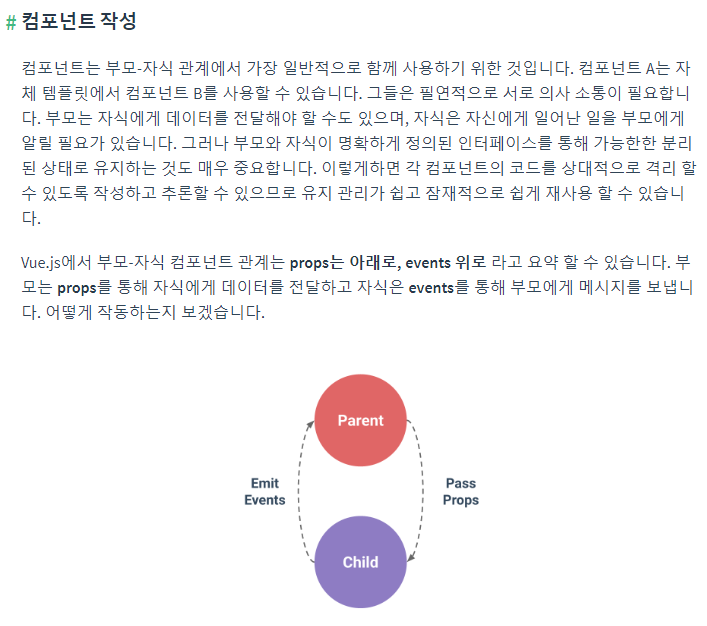 # 컴포넌트 작성
컴포넌트는 부모-자식 관계에서 가장 일반적으로 함께 사용하기 위한 것입니다. 컴포넌트 A는 자
체 템플릿에서 컴포넌트 B를 사용할 수 있습니다. 그들은 필연적으로 서로 의사 소통이 필요합니
다. 부모는 자식에게 데이터를 전달해야 할 수도 있으며, 자식은 자신에게 일어난 일을 부모에게
알릴 필요가 있습니다. 그러나 부모와 자식이 명확하게 정의된 인터페이스를 통해 가능한한 분리
된 상태로 유지하는 것도 매우 중요합니다. 이렇게하면 각 컴포넌트의 코드를 상대적으로 격리 할
수 있도록 작성하고 추론할 수 있으므로 유지 관리가 쉽고 잠재적으로 쉽게 재사용 할 수 있습니
다.
Vue.js에서 부모-자식 컴포넌트 관계는 props는 아래로, events 위로 라고 요약 할 수 있습니다. 부
모는 props를 통해 자식에게 데이터를 전달하고 자식은 events를 통해 부모에게 메시지를 보냅니
다. 어떻게 작동하는지 보겠습니다.
Parent
Emit
Events
Pass
Props
Child